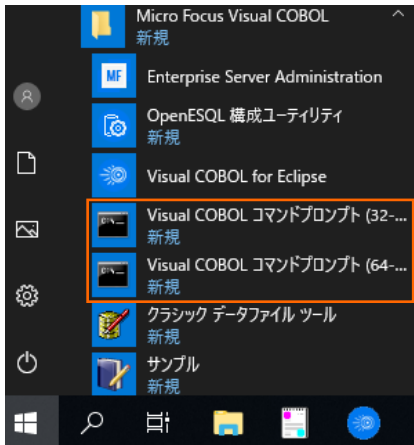 Micro Focus Visual COBOL
新規
MF
Enterprise Server Administration
OpenESQL 構成ユーティリティ
新規
Visual COBOL for Eclipse
Visual COBOL コマンドプロンプト (32-...
新規
Visual COBOL コマンドプロンプト (64-...
新規
クラシック データファイル ツール
新規
サンプル
新規